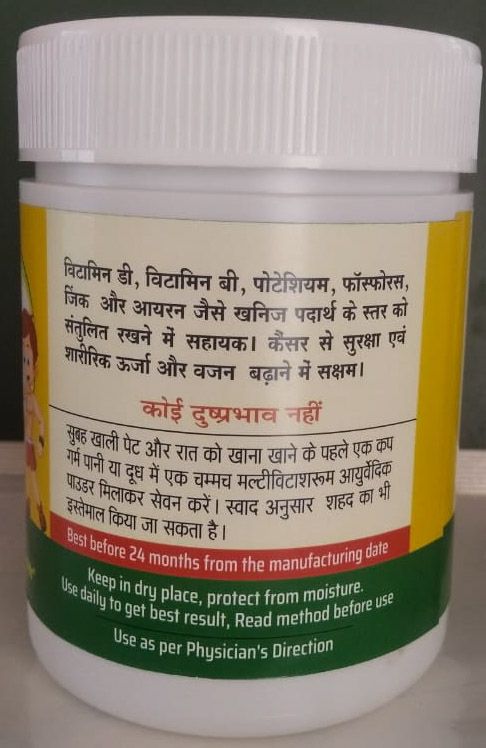 विटामिन डी, विटामिन बी, पोटेशियम, फॉस्फोरस,
जिंक और आयरन जैसे खनिज पदार्थ के स्तर को
संतुलित रखने में सहायक। कैंसर से सुरक्षा एवं
शारीरिक ऊर्जा और वजन बढ़ाने में सक्षम।
कोई दुष्प्रभाव नहीं
सुबह खाली पेट और रात को खाना खाने के पहले एक कप
गर्म पानी या दूध में एक चम्मच मल्टीविटाशरूम आयुर्वेदिक
पाउडर मिलाकर सेवन करें। स्वाद अनुसार शहद का भी
इस्तेमाल किया जा सकता है।
Best before 24 months from the manufacturing date
Keep in dry place, protect from moisture.
Use daily to get best result, Read method before use
Use as per Physician's Direction